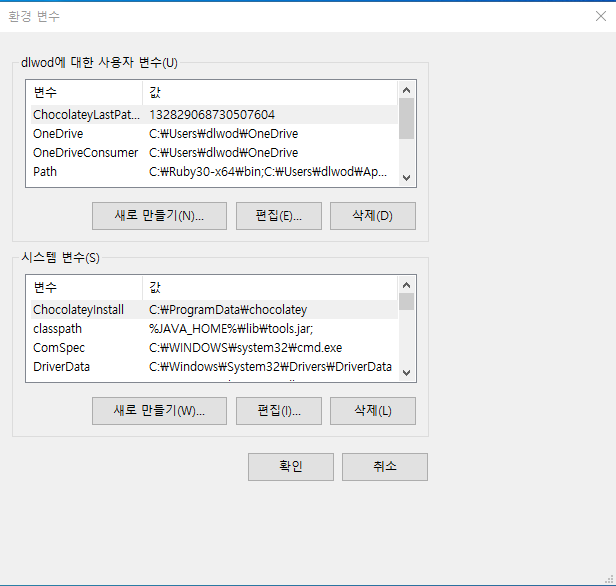 환경 변수
dlwod에 대한 사용자 변수(U)
변수 값
ChocolateyLastPat... 132829068730507604
OneDrive C:₩Users₩dlwod₩OneDrive
OneDriveConsumer C:₩Users₩dlwod₩OneDrive
Path C:₩Ruby30-x64₩bin;C:₩Users₩dlwod₩Ap...
새로 만들기(N)... 편집(E)... 삭제(D)
시스템 변수(S)
변수 값
ChocolateyInstall C:₩ProgramData₩chocolatey
classpath %JAVA_HOME%₩lib₩tools.jar;
ComSpec C:₩WINDOWS₩system32₩cmd.exe
DriverData C:₩Windows₩System32₩Drivers₩DriverData
새로 만들기(W)... 편집(I)... 삭제(L)
확인 취소